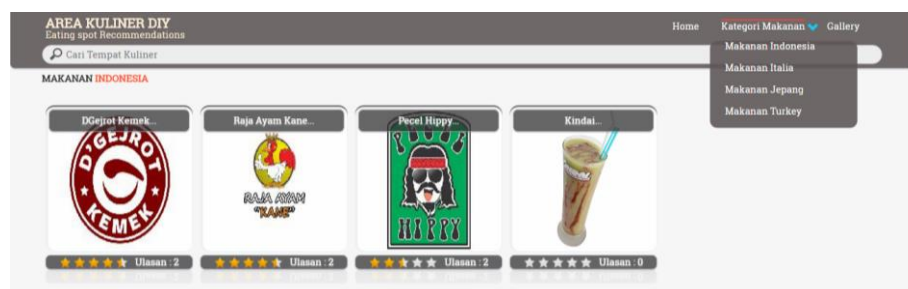 AREA KULINER DIY
Eating spot Recommendations
Home
Kategori Makanan
Gallery
Makanan Indonesia
Makanan Italia
Makanan Jepang
Makanan Turkey
Cari Tempat Kuliner
MAKANAN INDONESIA
DGejrot Kemek...
Raja Ayam Kane...
Pecel Hippy...
Kindai...
D'GEJROT
KEMEK
RAJA AYAM
"KANE"
HIPPY
Ulasan : 2
Ulasan : 2
Ulasan : 2
Ulasan : 0